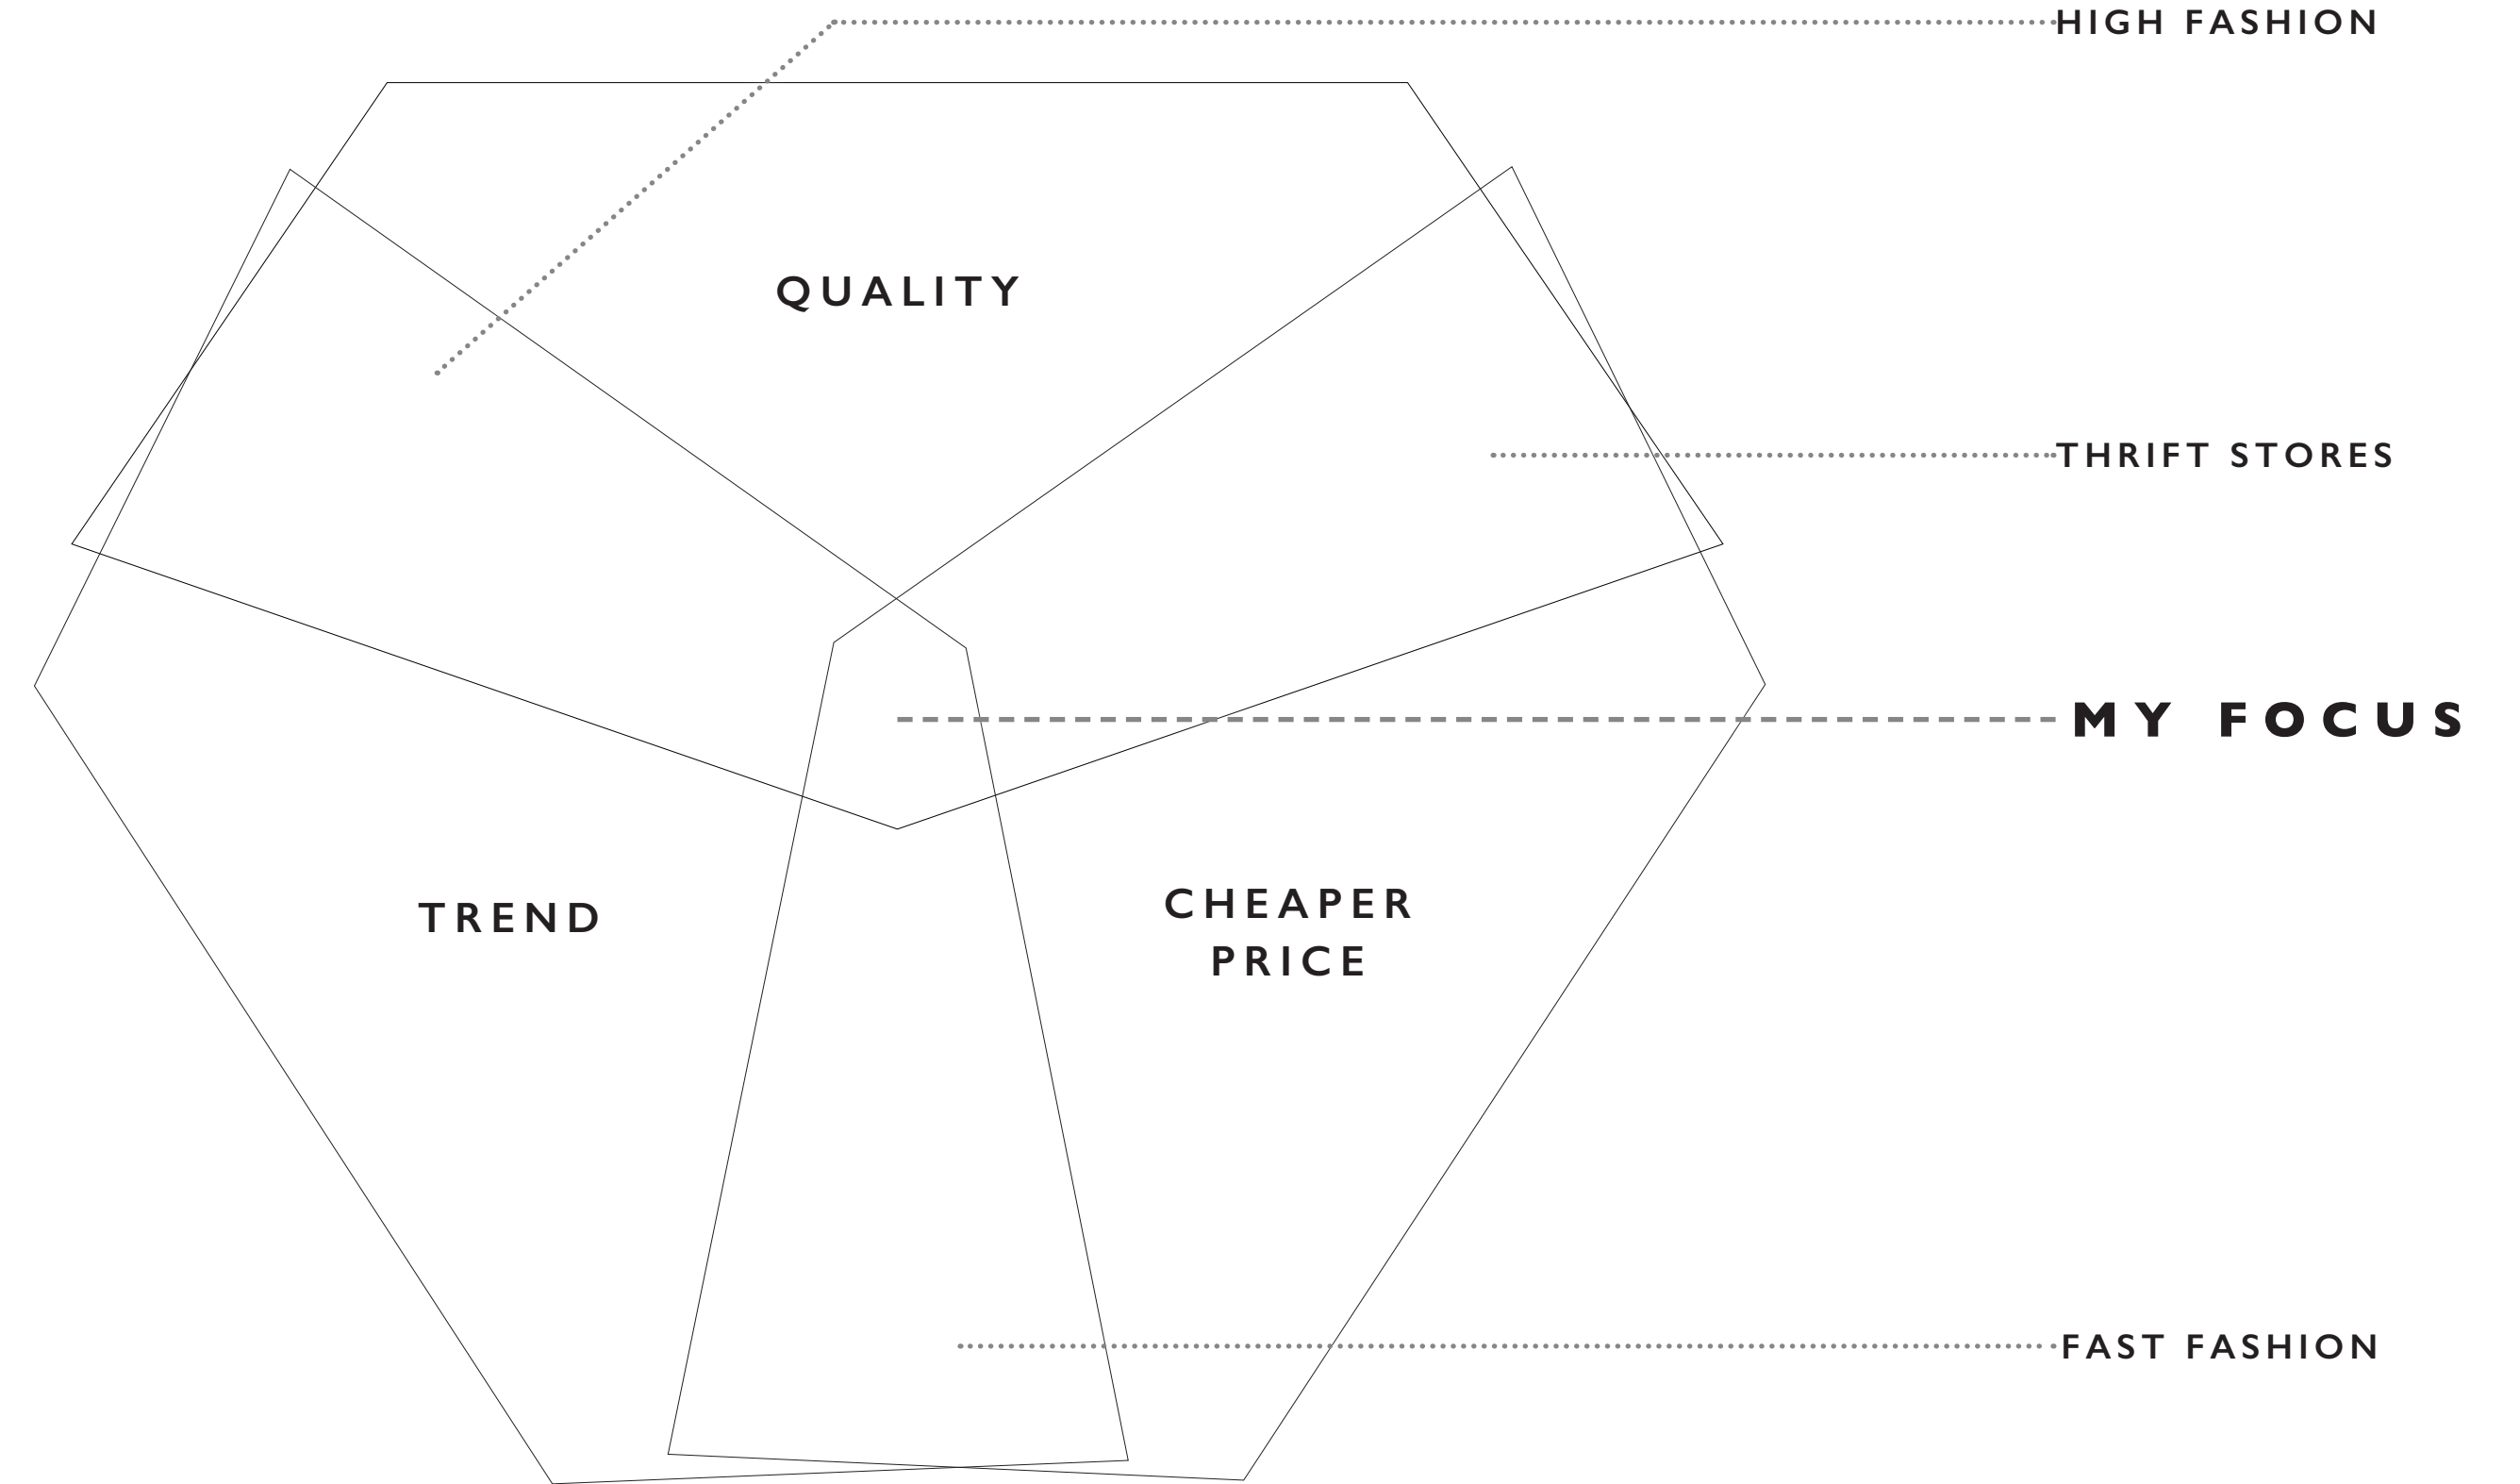 HIGH FASHION
QUALITY
THRIFT STORES
MY FOCUS
TREND
CHEAPER
PRICE
FAST FASHION